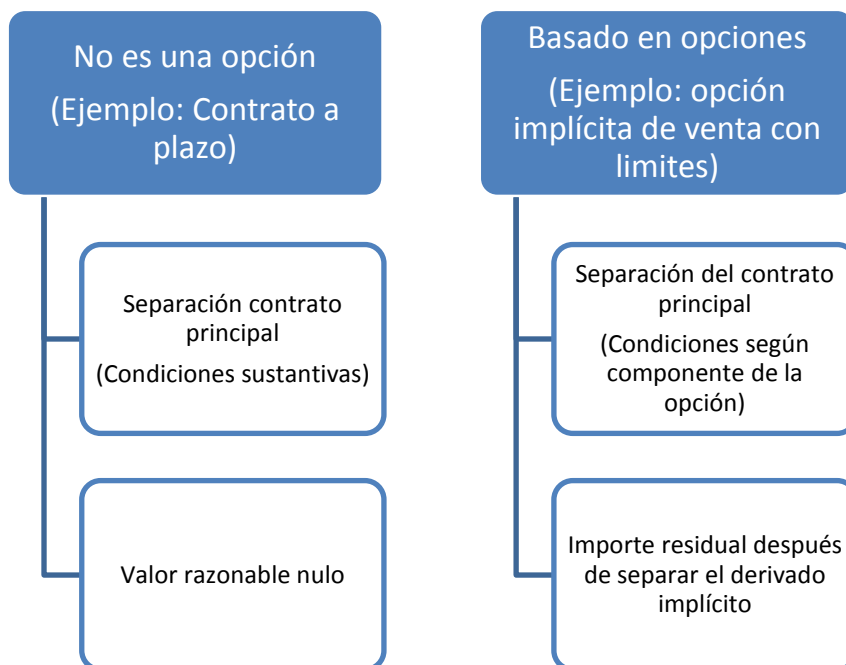 No es una opción
(Ejemplo: Contrato a
plazo)
Separación contrato
principal
(Condiciones sustantivas)
Valor razonable nulo
Basado en opciones
(Ejemplo: opción
implícita de venta con
limites)
Separación del contrato
principal
(Condiciones según
componente de la
opción)
Importe residual después
de separar el derivado
implícito